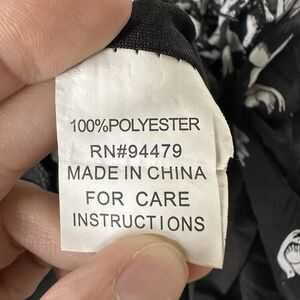 100%POLYESTER
RN#94479
MADE IN CHINA
FOR CARE
INSTRUCTIONS